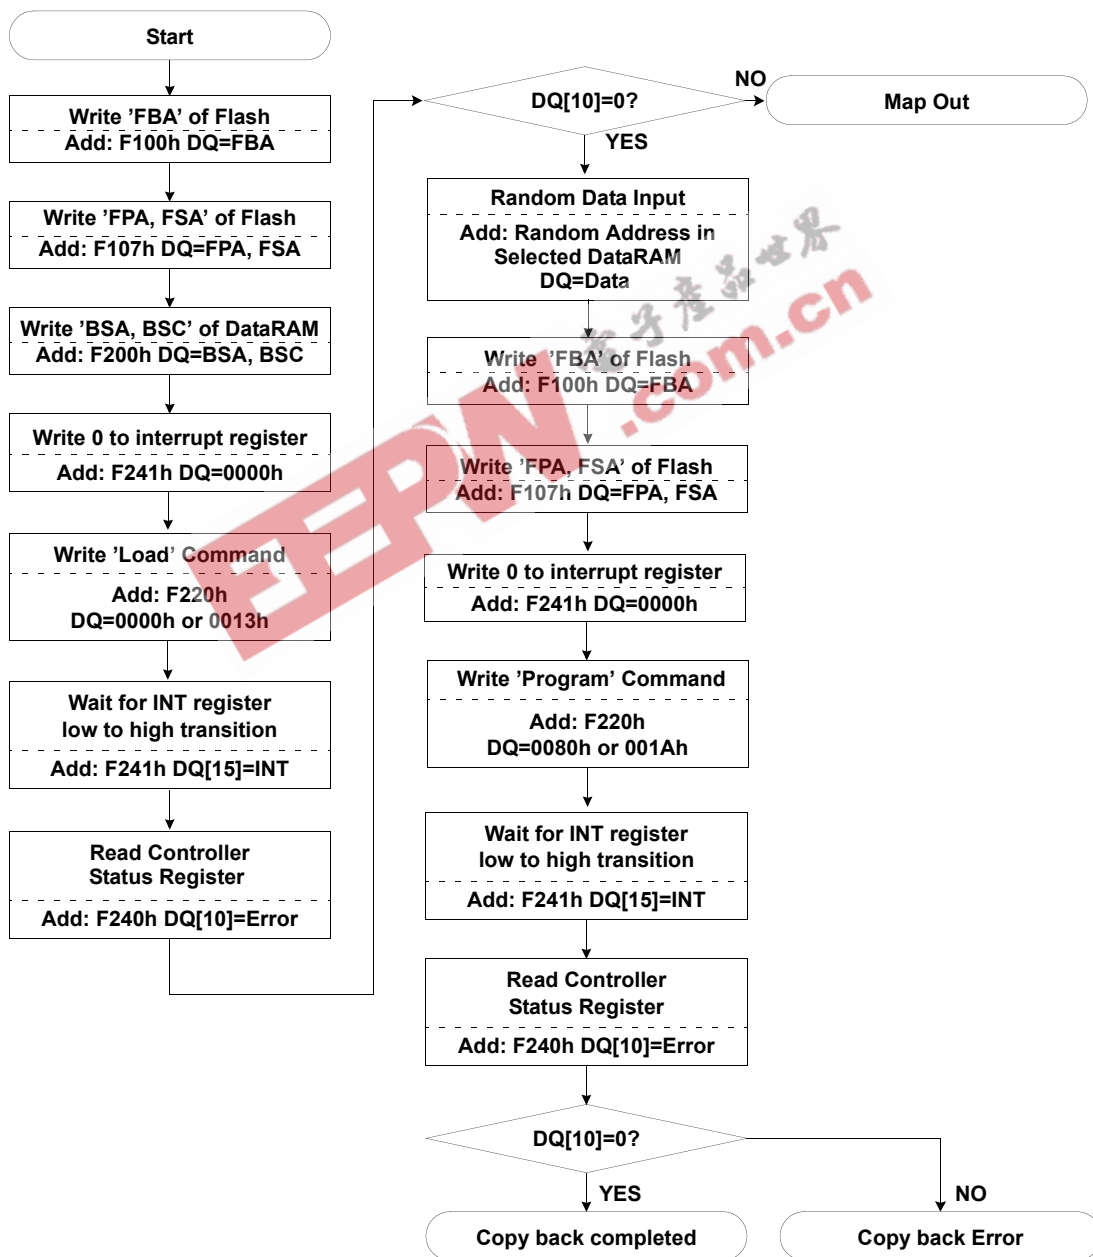 Start
Write 'FBA' of Flash
Add: F100h DQ=FBA
Write ’FPA, FSA’ of Flash
Add: F107h DQ=FPA, FSA
Write ’BSA, BSC’ of DataRAM
Add: F200h DQ=BSA, BSC
Write 0 to interrupt register
Add: F241h DQ=0000h
Write ’Load’ Command
Add: F220h
DQ=0000h or 0013h
Wait for INT register
low to high transition
Add: F241h DQ[15]=INT
Read Controller
Status Register
Add: F240h DQ[10]=Error
DQ[10]=0?
NO
Map Out
YES
Random Data Input
Add: Random Address in
Selected DataRAM
DQ=Data
Write ’FBA’ of Flash
Add: F100h DQ=FBA
Write ’FPA, FSA’ of Flash
Add: F107h DQ=FPA, FSA
Write 0 to interrupt register
Add: F241h DQ=0000h
Write ’Program’ Command
Add: F220h
DQ=0080h or 001Ah
Wait for INT register
low to high transition
Add: F241h DQ[15]=INT
Read Controller
Status Register
Add: F240h DQ[10]=Error
DQ[10]=0?
YES
NO
Copy back completed
Copy back Error
EEPW
電子產品世界
.com.cn